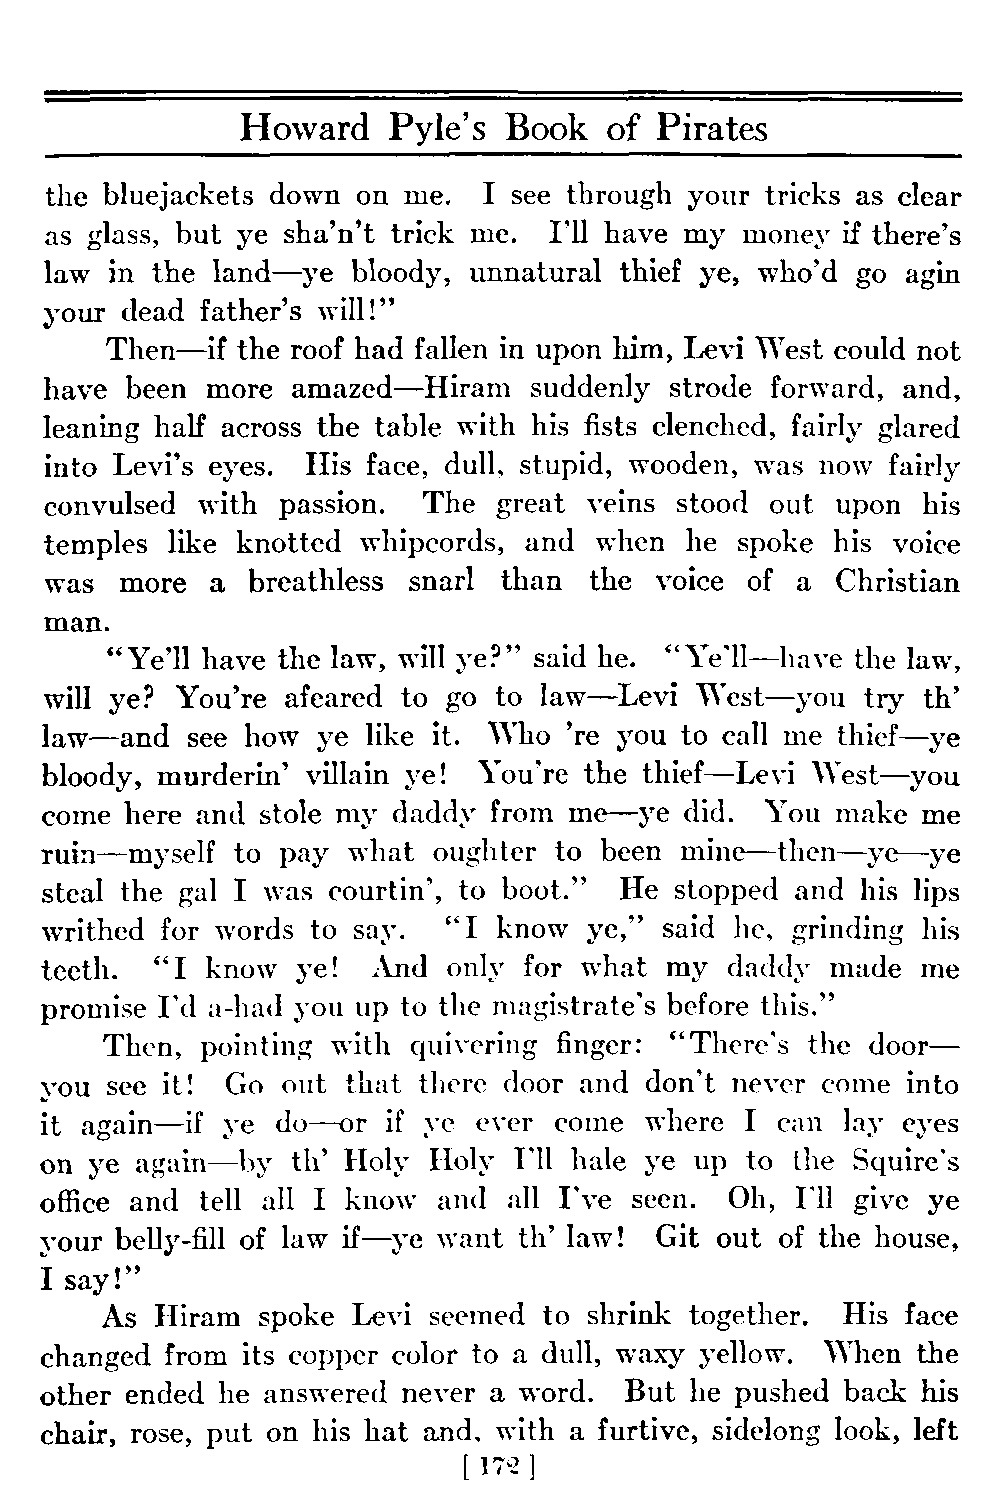 Howard Pyle's Book of Pirates
the bluejackets down on me. I see through your tricks as clear
as glass, but ye sha'n't trick me. I'll have my money if there's
law in the land—ye bloody, unnatural thief ye, who'd go agin
your dead father's will!"
Then—if the roof had fallen in upon him, Levi West could not
have been more amazed—Hiram suddenly strode forward, and,
leaning half across the table with his fists clenched, fairly glared
into Levi's eyes. His face, dull, stupid, wooden, was now fairly
convulsed with passion. The great veins stood out upon his
temples like knotted whipcords, and when he spoke his voice
was more a breathless snarl than the voice of a Christian
man.
"Ye'll have the law, will ye?" said he. "Ye'll—have the law,
will ye? You're afeared to go to law—Levi West—you try th'
law—and see how ye like it. Who 're you to call me thief—ye
bloody, murderin' villain ye! You're the thief—Levi West—you
come here and stole my daddy from me—ye did. You make me
ruin—myself to pay what oughter to been mine—then—ye—ye
steal the gal I was courtin', to boot." He stopped and his lips
writhed for words to say. "I know ye," said he, grinding his
teeth. "I know ye! And only for what my daddy made me
promise I'd a-had you up to the magistrate's before this."
Then, pointing with quivering finger: "There's the door—
you see it! Go out that there door and don't never come into
it again—if ye do—or if ye ever come where I can lay eyes
on ye again—by th' Holy Holy I'll hale ye up to the Squire's
office and tell all I know and all I've seen. Oh, I'll give ye
your belly-fill of law if—ye want th' law! Git out of the house,
I say!"
As Hiram spoke Levi seemed to shrink together. His face
changed from its copper color to a dull, waxy yellow. When the
other ended he answered never a word. But he pushed back his
chair, rose, put on his hat and, with a furtive, sidelong look, left
[ 172 ]